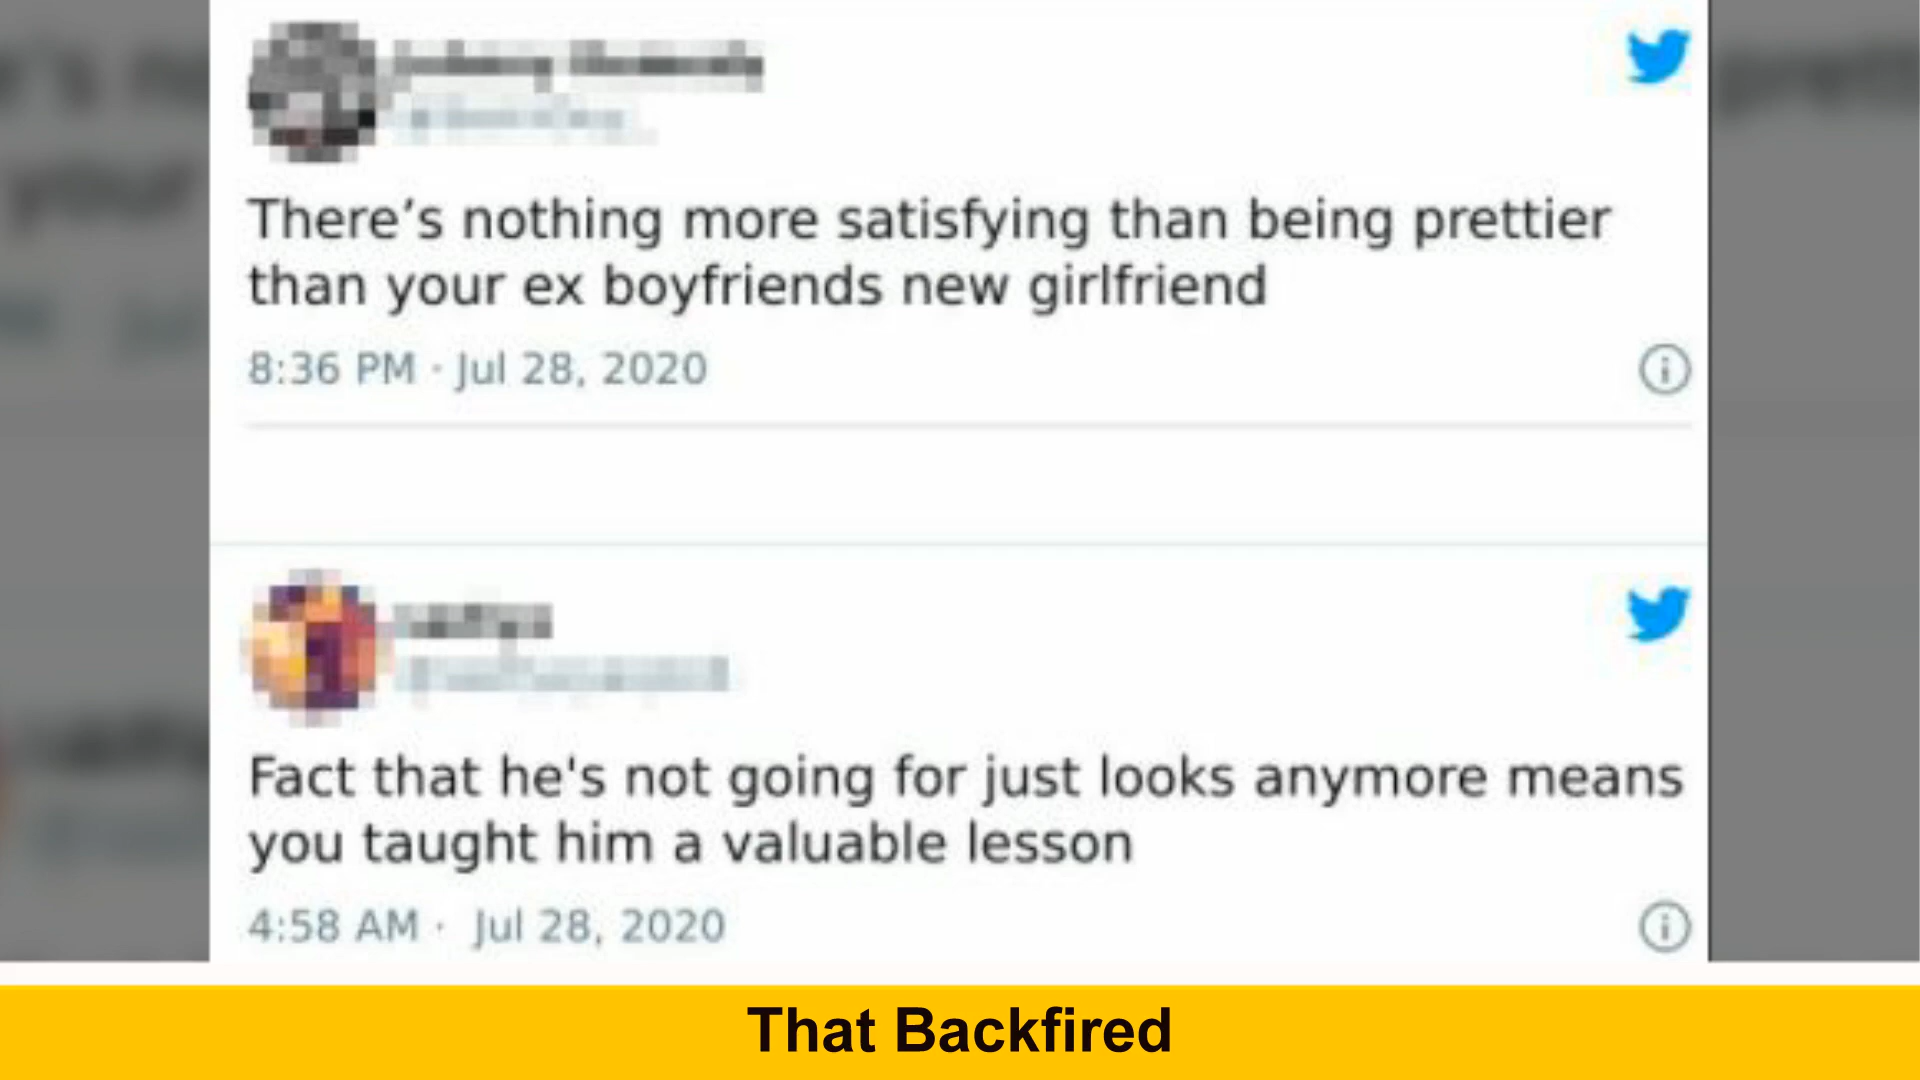 There’s nothing more satisfying than being prettier
than your ex boyfriends new girlfriend
8:36 PM · Jul 28, 2020
Fact that he's not going for just looks anymore means
you taught him a valuable lesson
4:58 AM · Jul 28, 2020
That Backfired